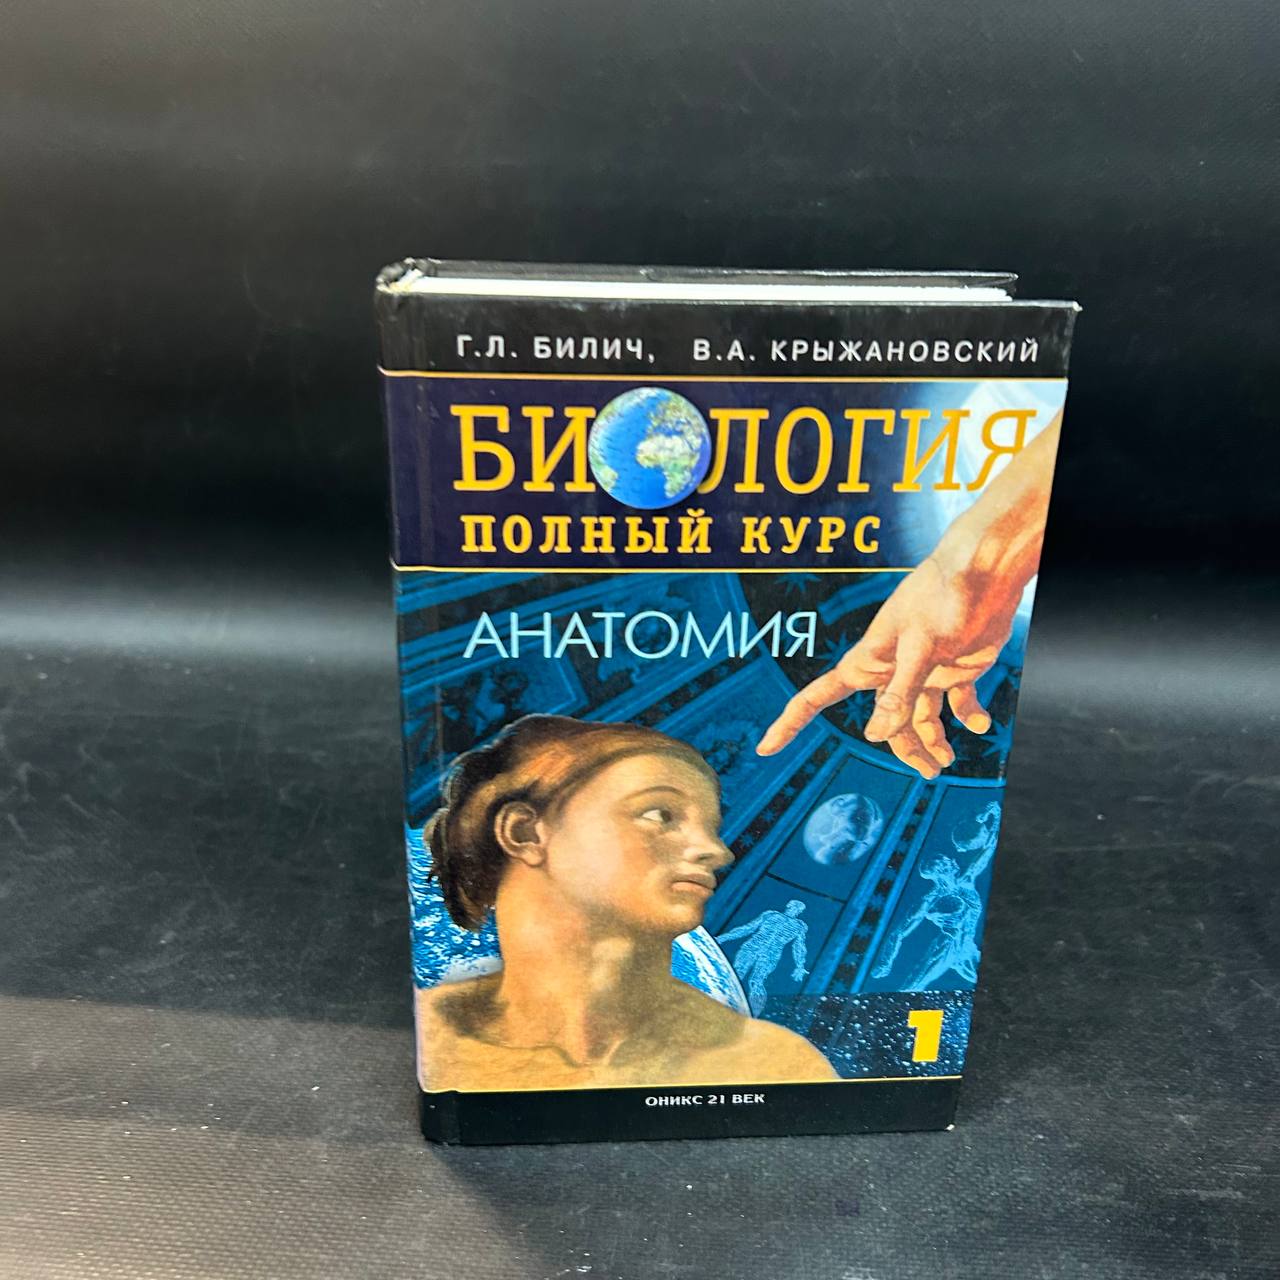 Г.Л. БИЛИЧ, В.А. КРЫЖАНОВСКИЙ
БИОЛОГИЯ
ПОЛНЫЙ КУРС
АНАТОМИЯ
1
ОНИКС 21 ВЕК